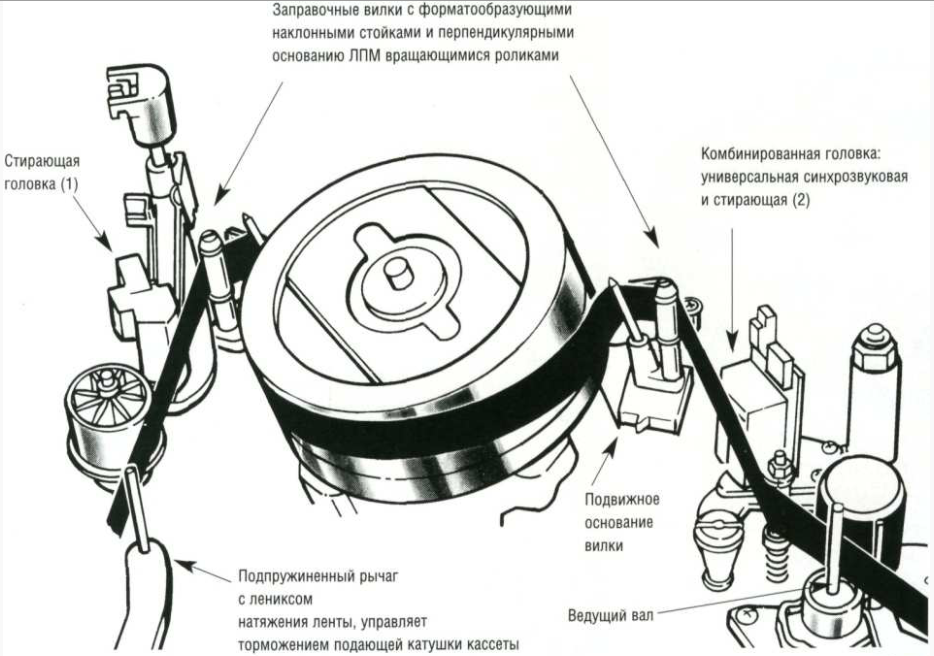 Заправочные вилки с форматообразующими
наклонными стойками и перпендикулярными
основанию ЛПМ вращающимися роликами
Стирающая
головка (1)
Комбинированная головка:
универсальная синхрозвуковая
и стирающая (2)
Подвижное
основание
вилки
Подпружиненный рычаг
с лениксом
натяжения ленты, управляет
торможением подающей катушки кассеты
Ведущий вал